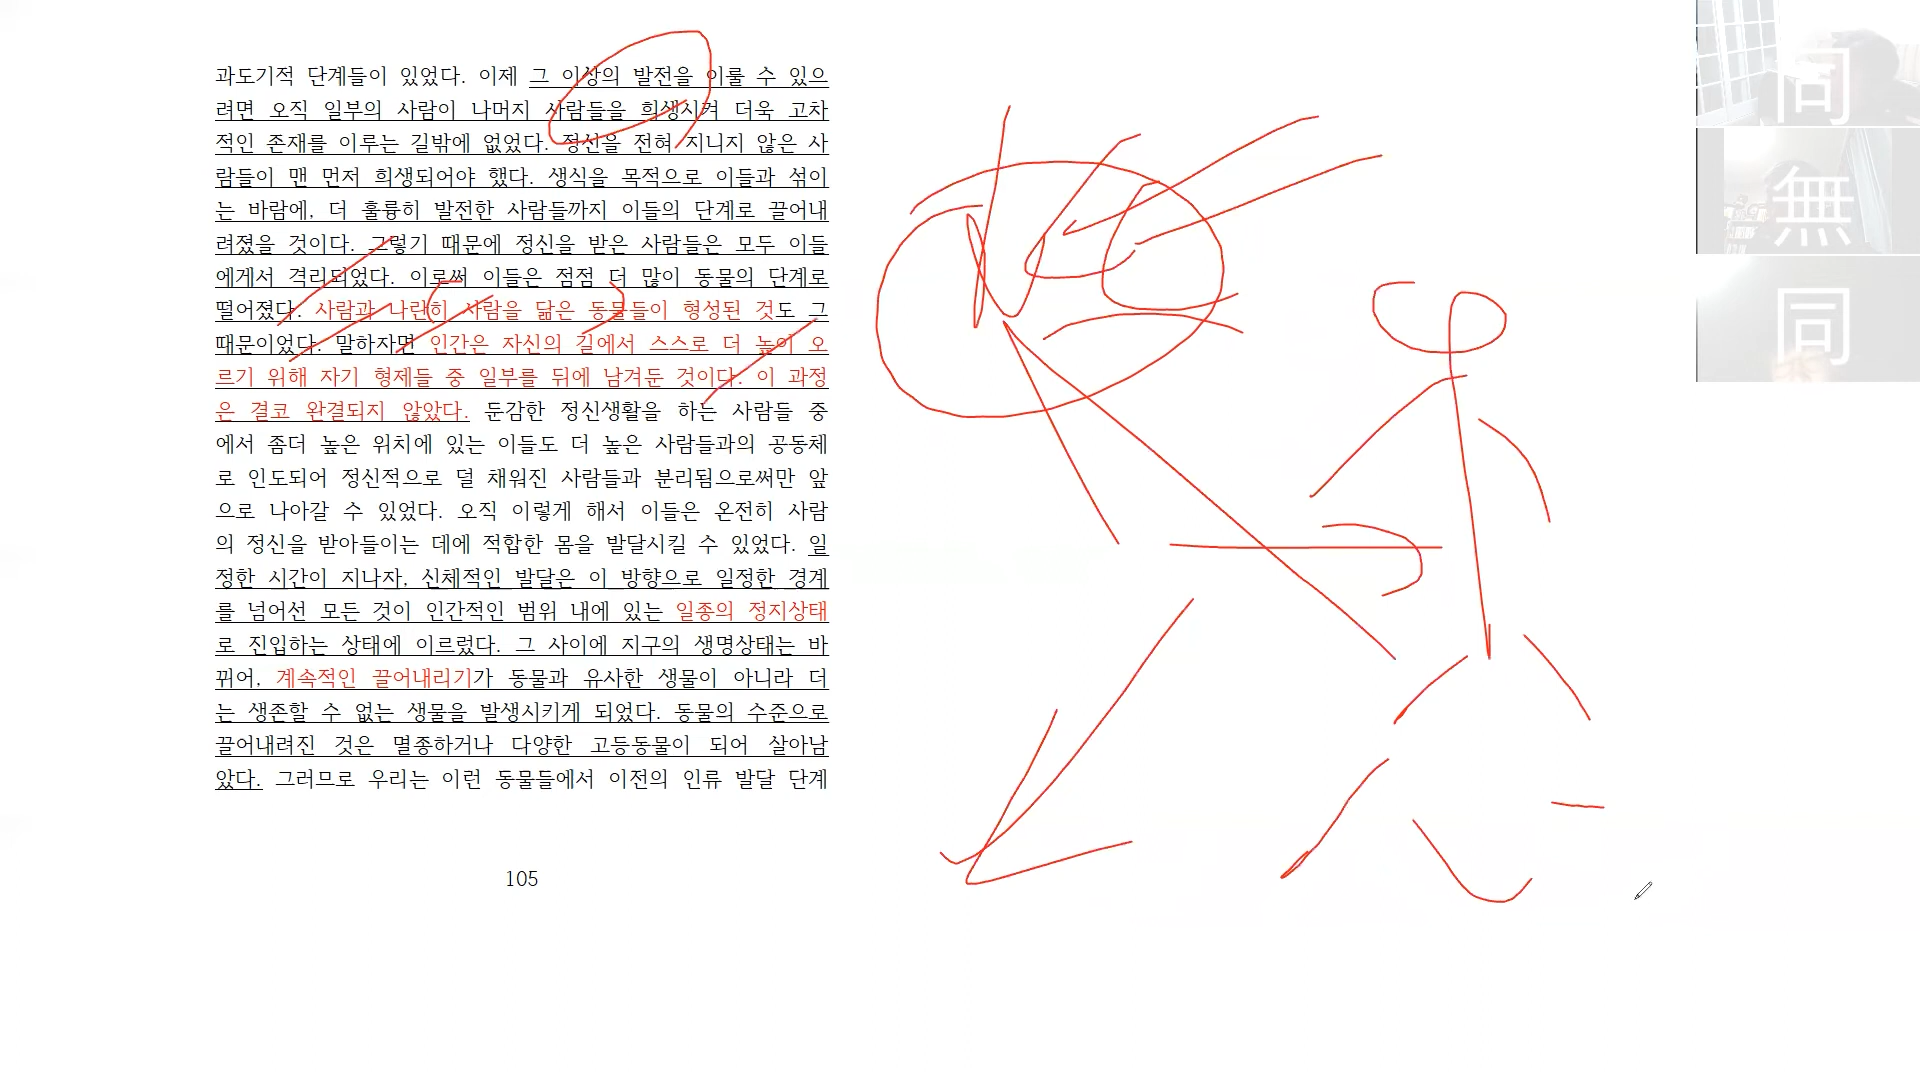 과도기적 단계들이 있었다. 이제 그 이상의 발전을 이룰 수 있으
려면 오직 일부의 사람이 나머지 사람들을 희생시켜 더욱 고차
적인 존재를 이루는 길밖에 없었다. 정신을 전혀 지니지 않은 사
람들이 맨 먼저 희생되어야 했다. 생식을 목적으로 이들과 섞이
는 바람에, 더 훌륭히 발전한 사람들까지 이들의 단계로 끌어내
려졌을 것이다. 그렇기 때문에 정신을 받은 사람들은 모두 이들
에게서 격리되었다. 이로써 이들은 점점 더 많이 동물의 단계로
떨어졌다. 사람과 나란히 사람을 닮은 동물들이 형성된 것도 그
때문이었다. 말하자면 인간은 자신의 길에서 스스로 더 높이 오
르기 위해 자기 형제들 중 일부를 뒤에 남겨둔 것이다. 이 과정
은 결코 완결되지 않았다. 둔감한 정신생활을 하는 사람들 중
에서 좀더 높은 위치에 있는 이들도 더 높은 사람들과의 공동체
로 인도되어 정신적으로 덜 채워진 사람들과 분리됨으로써만 앞
으로 나아갈 수 있었다. 오직 이렇게 해서 이들은 온전히 사람
의 정신을 받아들이는 데에 적합한 몸을 발달시킬 수 있었다. 일
정한 시간이 지나자, 신체적인 발달은 이 방향으로 일정한 경계
를 넘어선 모든 것이 인간적인 범위 내에 있는 일종의 정지상태
로 진입하는 상태에 이르렀다. 그 사이에 지구의 생명상태는 바
뀌어, 계속적인 끌어내리기가 동물과 유사한 생물이 아니라 더
는 생존할 수 없는 생물을 발생시키게 되었다. 동물의 수준으로
끌어내려진 것은 멸종하거나 다양한 고등동물이 되어 살아남
았다. 그러므로 우리는 이런 동물들에서 이전의 인류 발달 단계
105
同
無
同